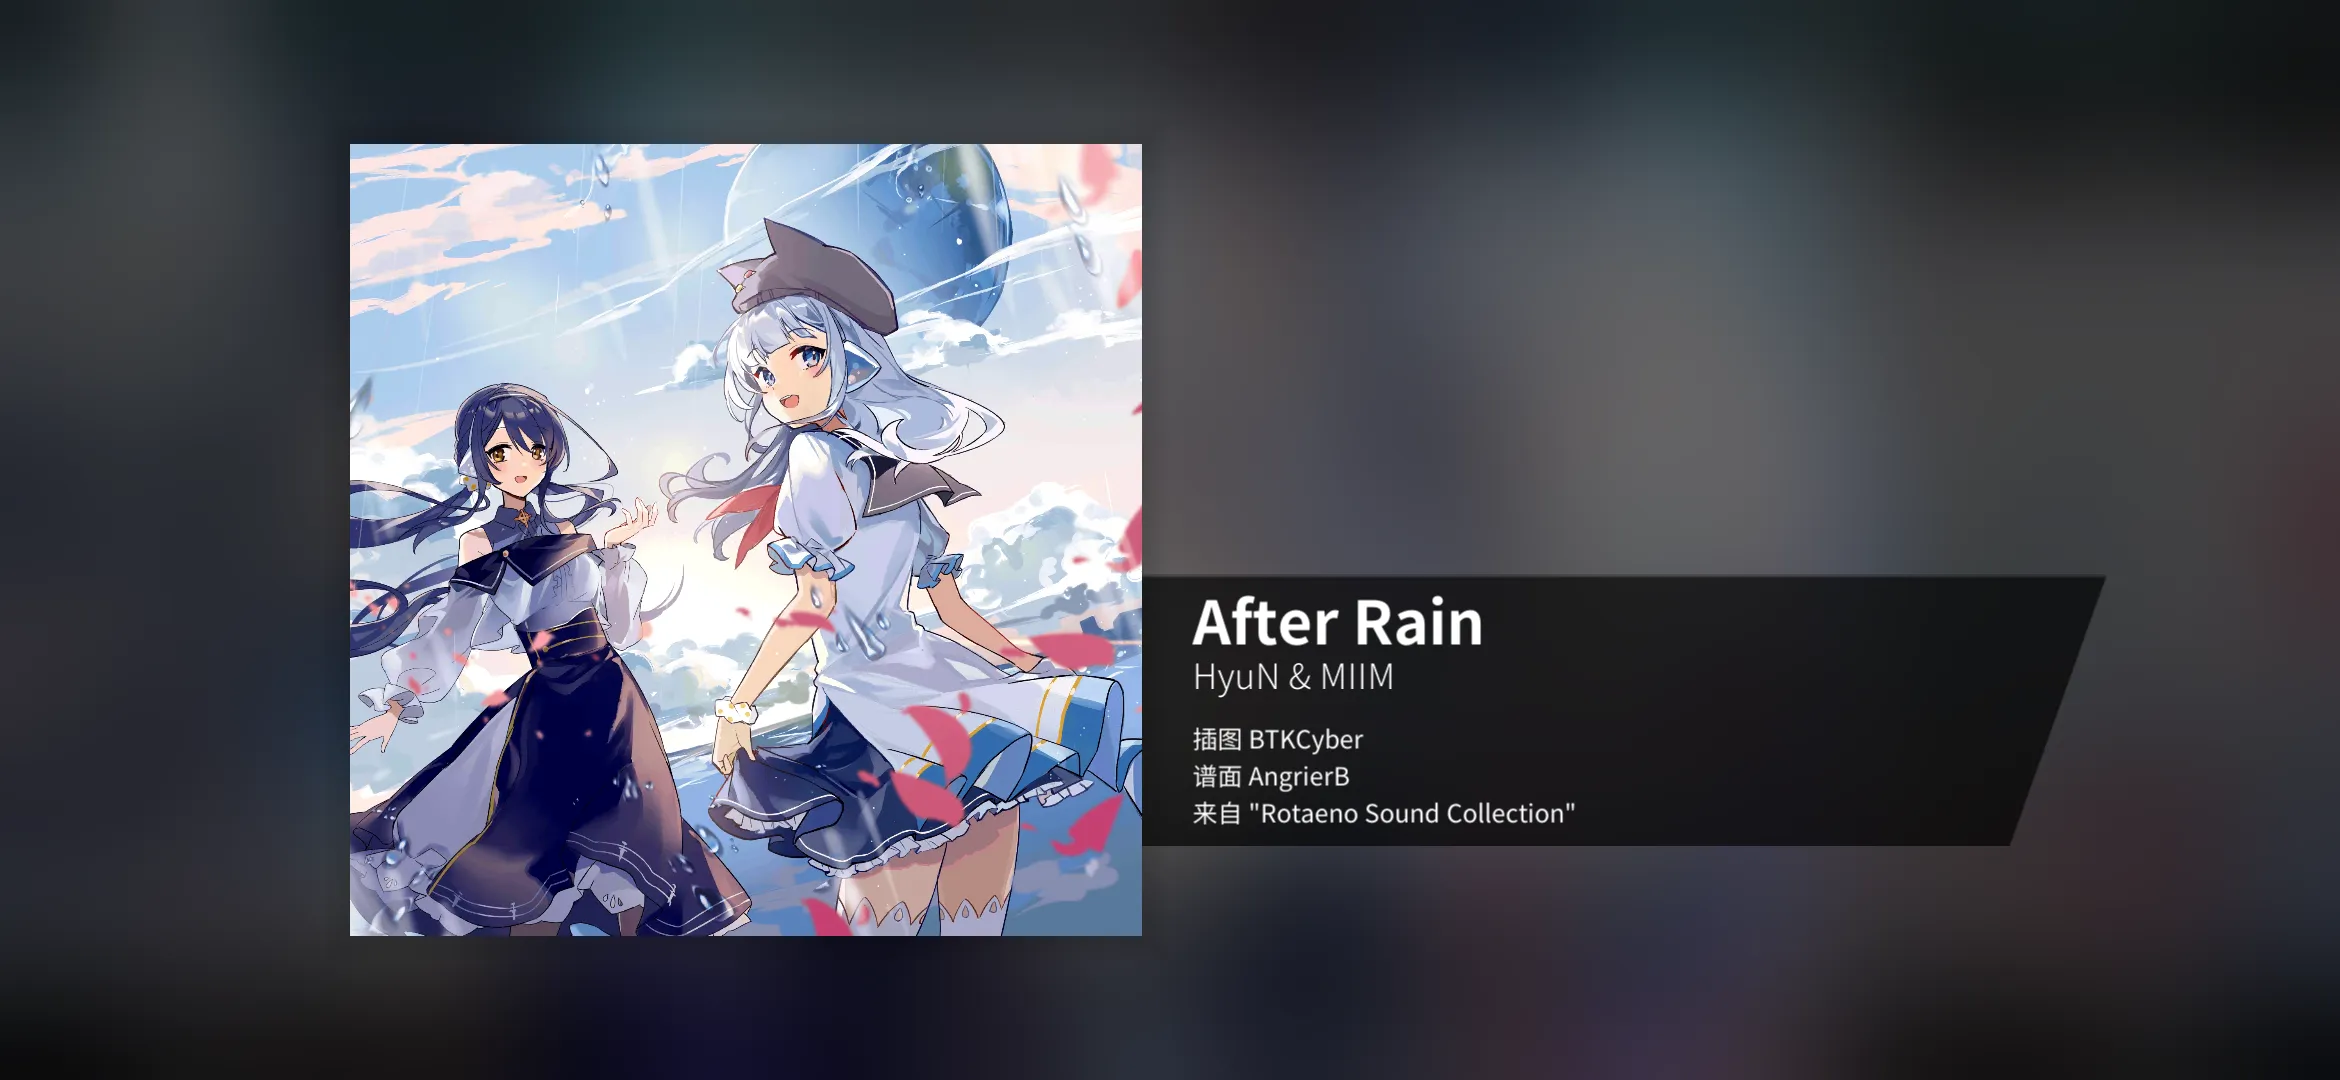 After Rain
HyuN & MIIM
插图 BTKCyber
谱面 AngrierB
来自 "Rotaeno Sound Collection"